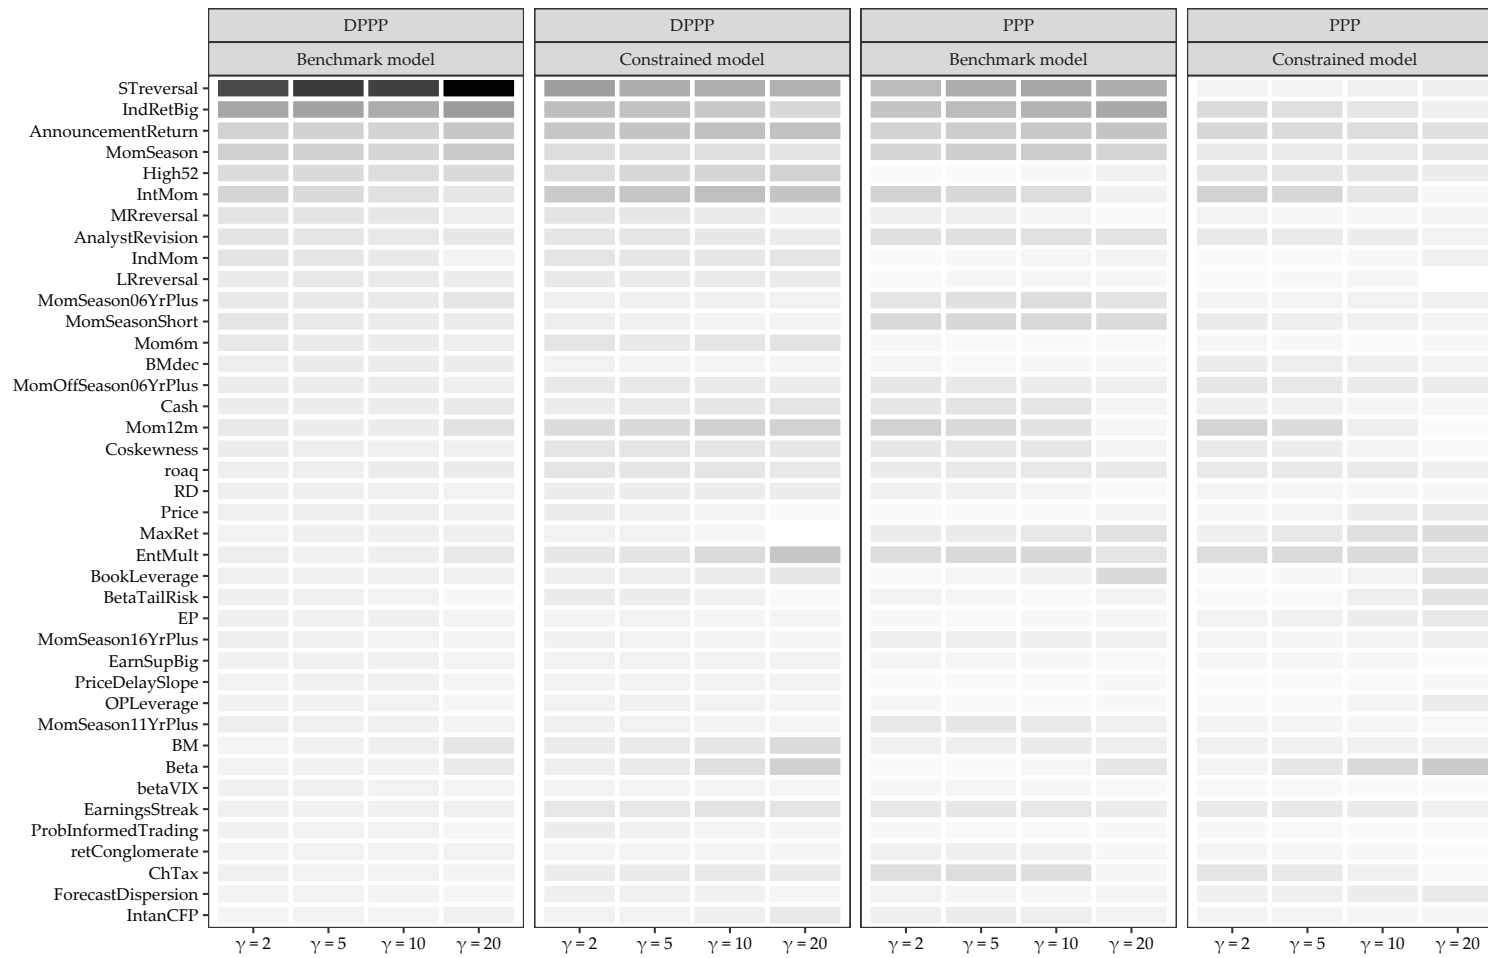 DPPP DPPP PPP PPP
Benchmark model Constrained model Benchmark model Constrained model
STreversal
IndRetBig
AnnouncementReturn
MomSeason
High52
IntMom
MRreversal
AnalystRevision
IndMom
LRreversal
MomSeason06YrPlus
MomSeasonShort
Mom6m
BMdec
MomOffSeason06YrPlus
Cash
Mom12m
Coskewness
roaq
RD
Price
MaxRet
EntMult
BookLeverage
BetaTailRisk
EP
MomSeason16YrPlus
EarnSupBig
PriceDelaySlope
OPLeverage
MomSeason11YrPlus
BM
Beta
betaVIX
EarningsStreak
ProbInformedTrading
retConglomerate
ChTax
ForecastDispersion
IntanCFP
γ = 2 γ = 5 γ = 10 γ = 20 γ = 2 γ = 5 γ = 10 γ = 20 γ = 2 γ = 5 γ = 10 γ = 20 γ = 2 γ = 5 γ = 10 γ = 20